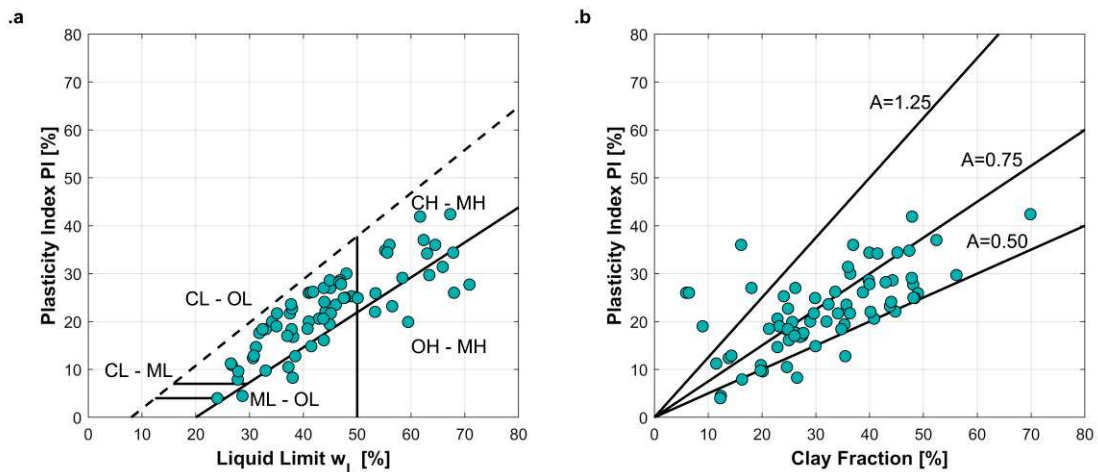 .a
80
70
60
50
40
30
20
10
0
Plasticity Index PI [%]
CH - MH
CL - OL
CL - ML
OH - MH
ML - OL
0 10 20 30 40 50 60 70 80
Liquid Limit wL [%]
.b
80
70
60
50
40
30
20
10
0
Plasticity Index PI [%]
A=1.25
A=0.75
A=0.50
0 10 20 30 40 50 60 70 80
Clay Fraction [%]